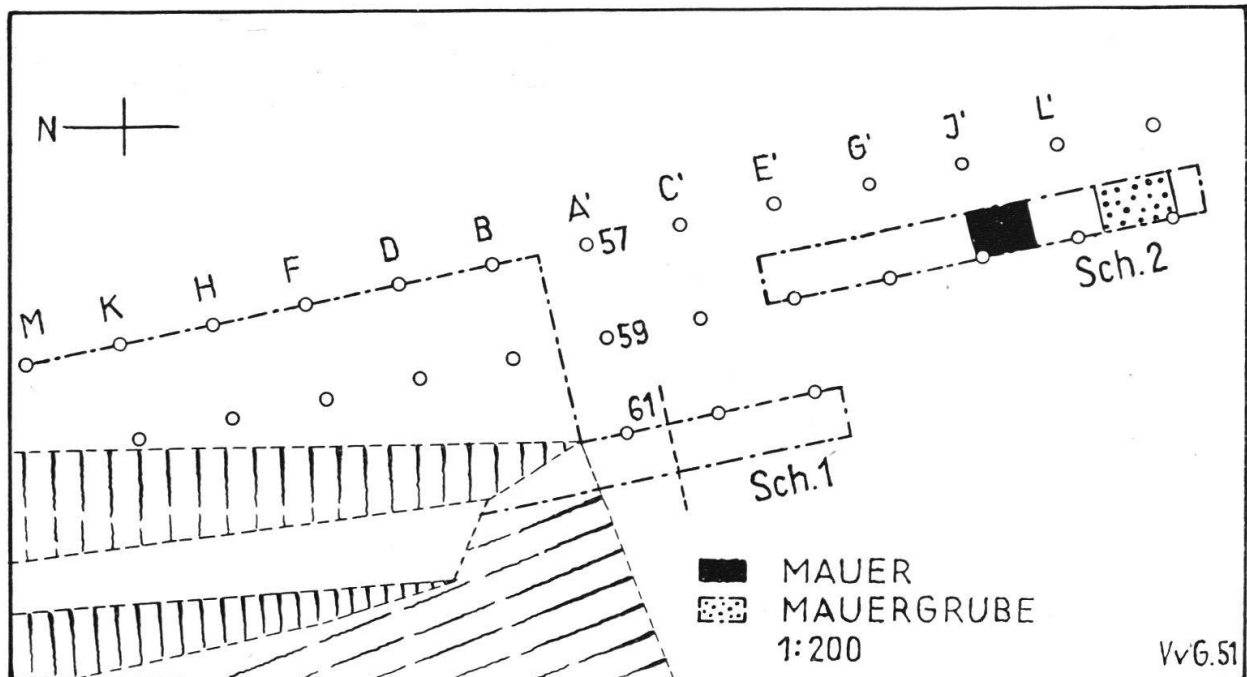 N
M K H F D B A' C' E' G' J' L'
57
59
61
Sch.2
Sch.1
MAUER
MAUERGRUBE
1:200
VvG.51